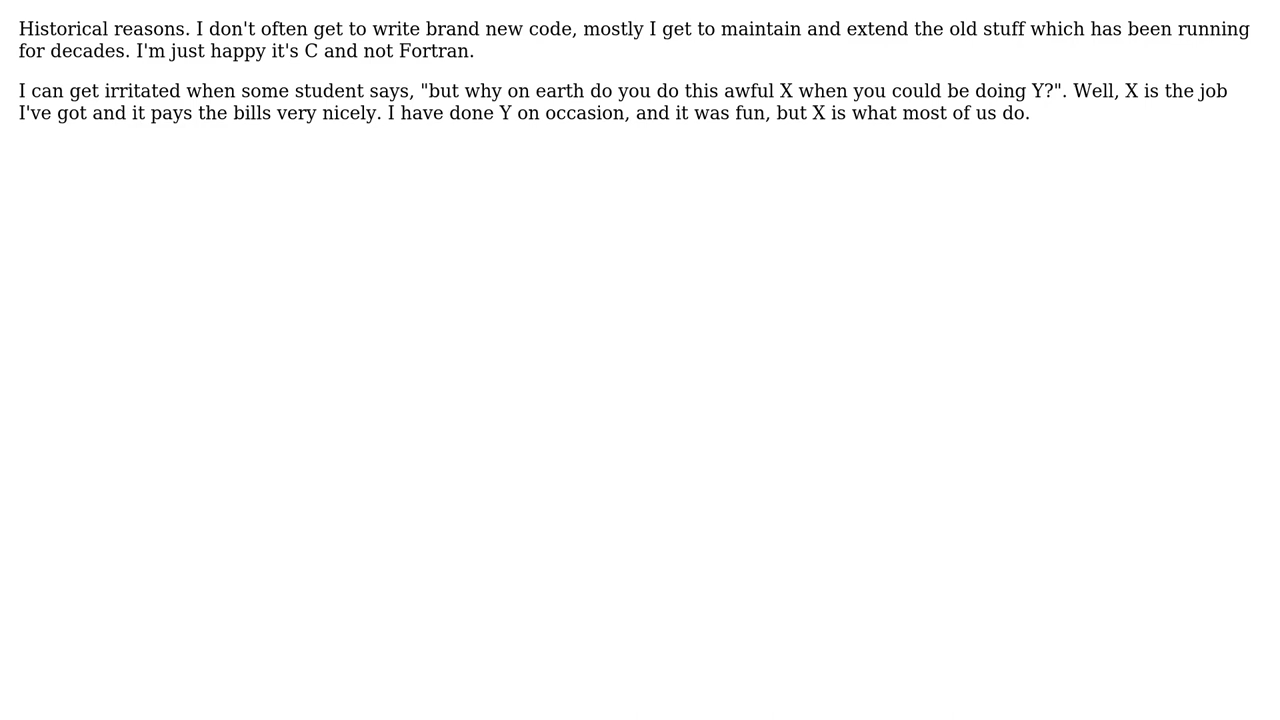 Historical reasons. I don't often get to write brand new code, mostly I get to maintain and extend the old stuff which has been running
for decades. I'm just happy it's C and not Fortran.
I can get irritated when some student says, "but why on earth do you do this awful X when you could be doing Y?". Well, X is the job
I've got and it pays the bills very nicely. I have done Y on occasion, and it was fun, but X is what most of us do.